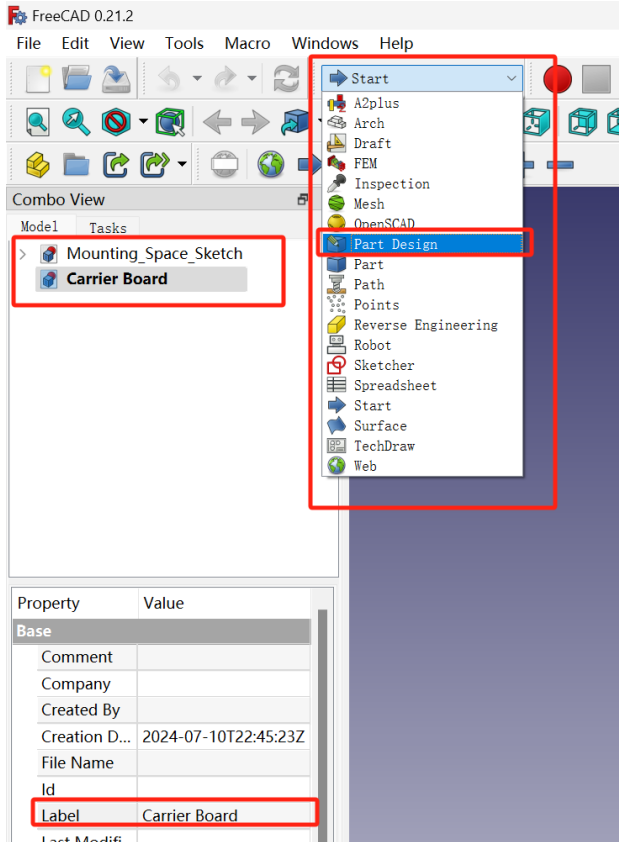 FreeCAD 0.21.2
File Edit View Tools Macro Windows Help
Start
A2plus
Arch
Draft
FEM
Inspection
Mesh
OpenSCAD
Part Design
Part
Path
Points
Reverse Engineering
Robot
Sketcher
Spreadsheet
Start
Surface
TechDraw
Web
Combo View
Model Tasks
Mounting_Space_Sketch
Carrier Board
Property Value
Base
Comment
Company
Created By
Creation D... 2024-07-10T22:45:23Z
File Name
Id
Label Carrier Board
Last Modifi...